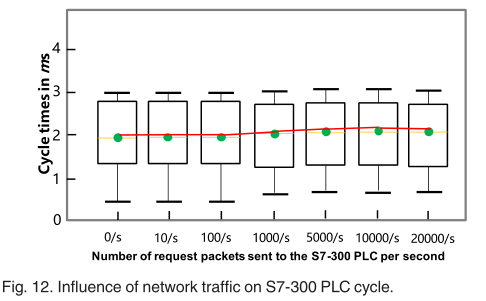 Cycle times in ms
4
3
2
1
0
0/s 10/s 100/s 1000/s 5000/s 10000/s 20000/s
Number of request packets sent to the S7-300 PLC per second
Fig. 12. Influence of network traffic on S7-300 PLC cycle.